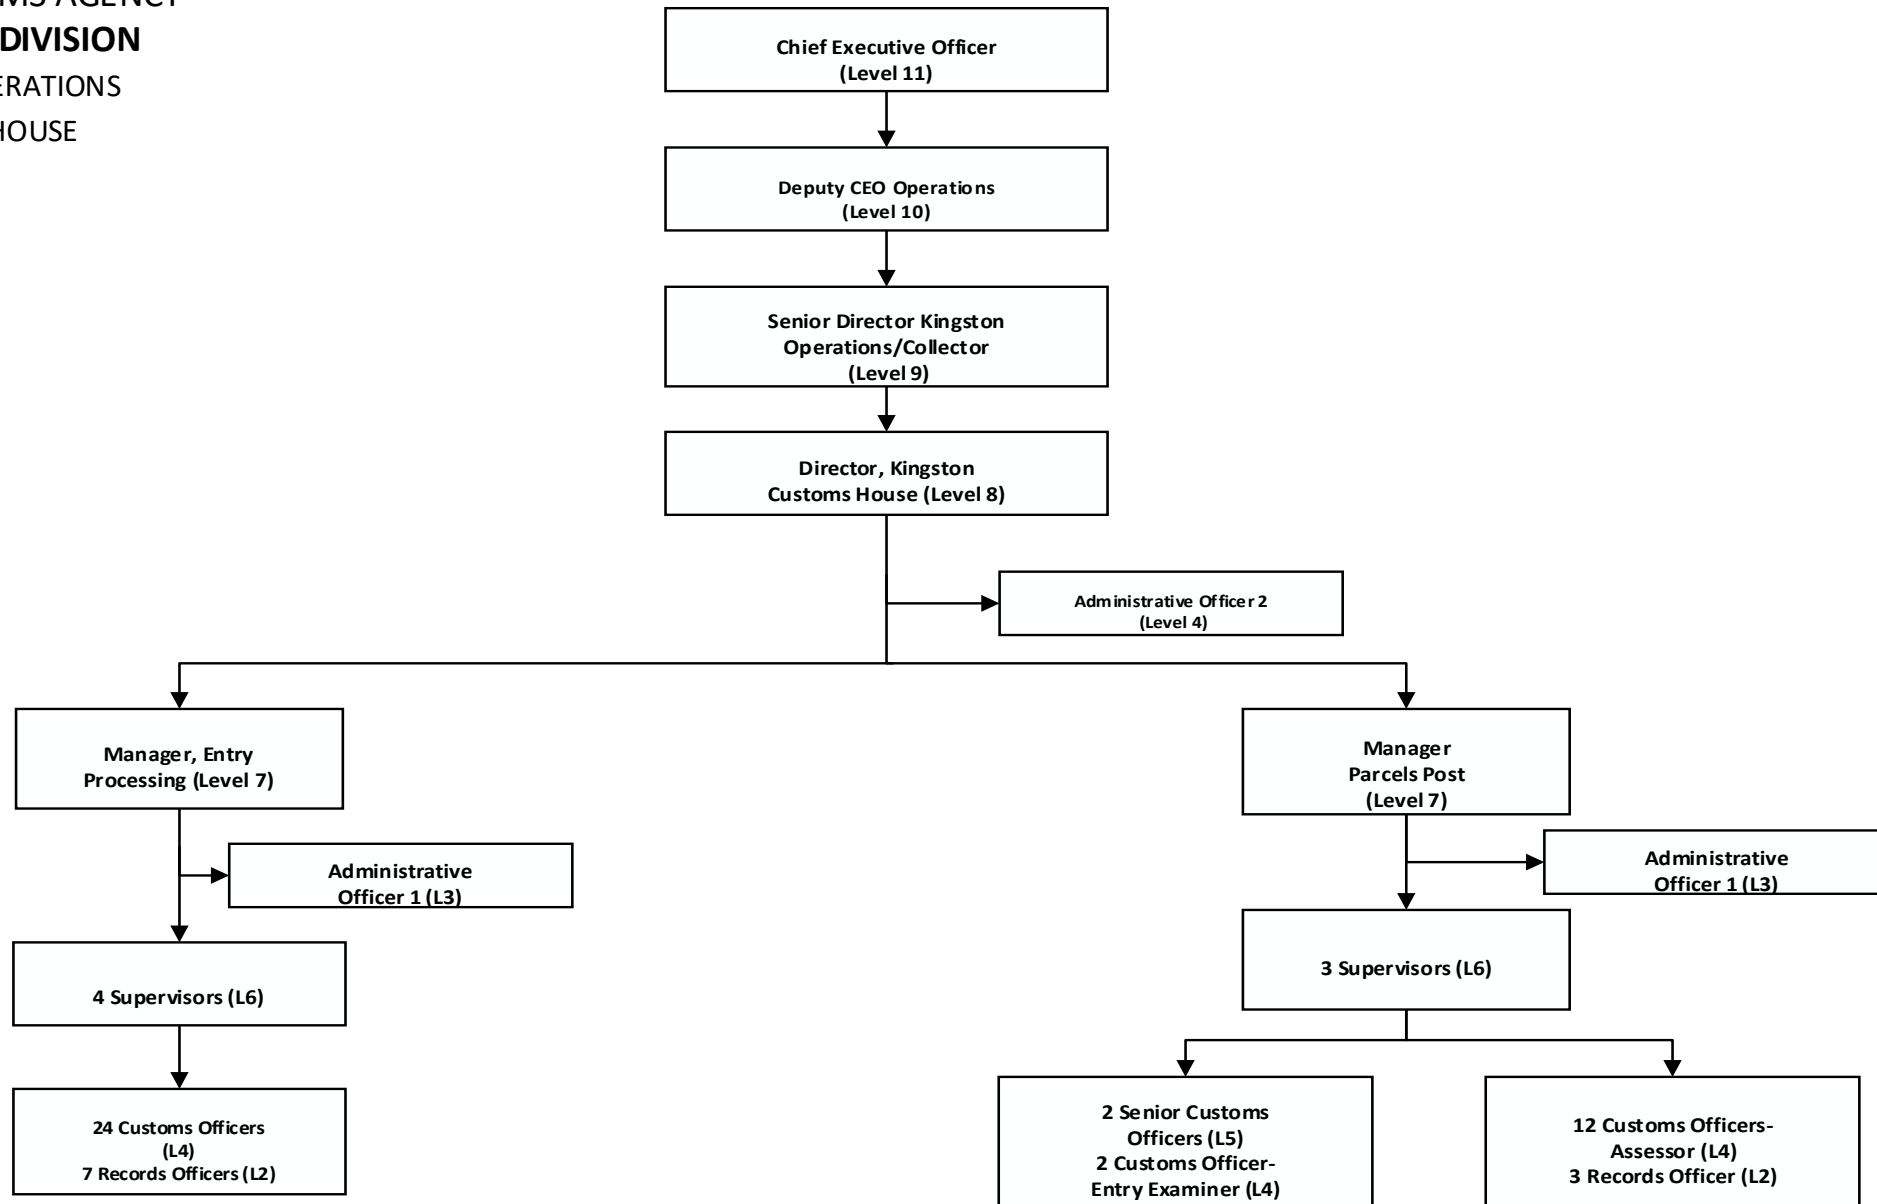 MS AGENCY
DIVISION
ERATIONS
HOUSE
Chief Executive Officer
(Level 11)
Deputy CEO Operations
(Level 10)
Senior Director Kingston
Operations/Collector
(Level 9)
Director, Kingston
Customs House (Level 8)
Administrative Officer 2
(Level 4)
Manager, Entry
Processing (Level 7)
Manager
Parcels Post
(Level 7)
Administrative
Officer 1 (L3)
Administrative
Officer 1 (L3)
4 Supervisors (L6)
3 Supervisors (L6)
24 Customs Officers
(L4)
7 Records Officers (L2)
2 Senior Customs
Officers (L5)
2 Customs Officer-
Entry Examiner (L4)
12 Customs Officers-
Assessor (L4)
3 Records Officer (L2)